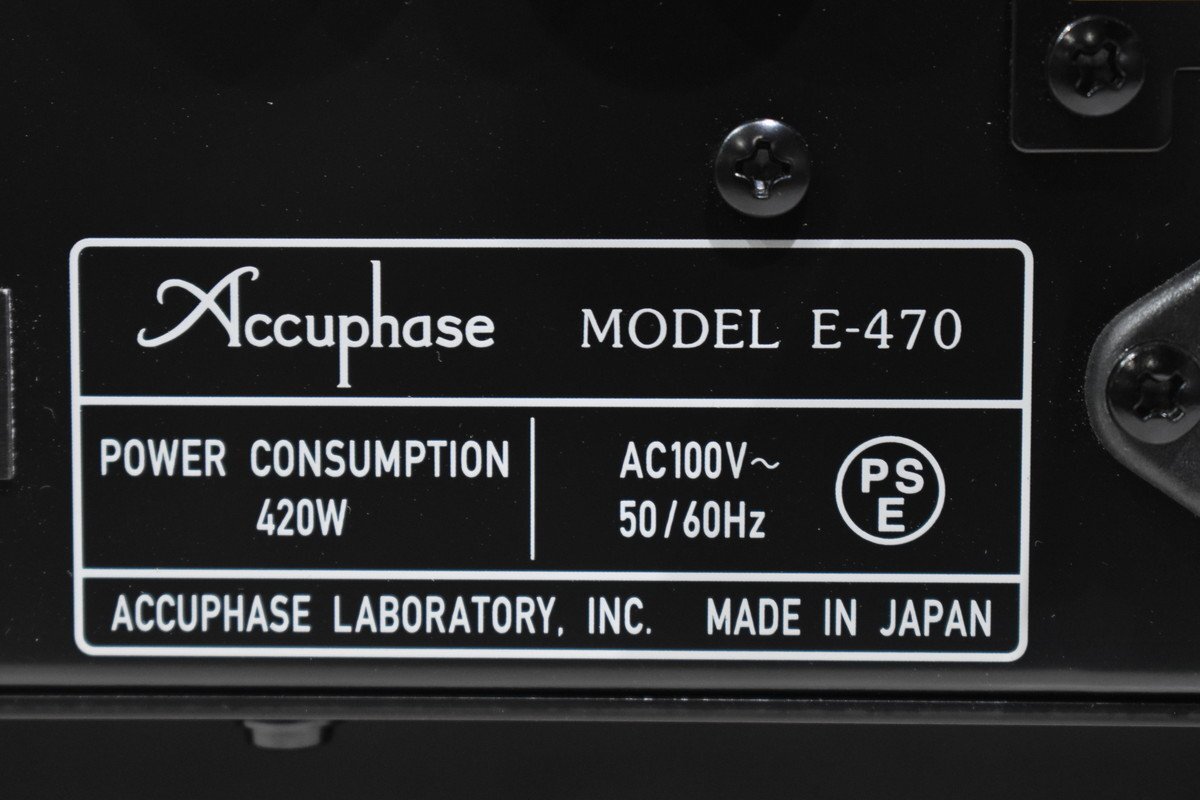 Accuphase MODEL E-470
POWER CONSUMPTION
420W
AC100V~
50/60Hz
PS
E
ACCUPHASE LABORATORY, INC. MADE IN JAPAN